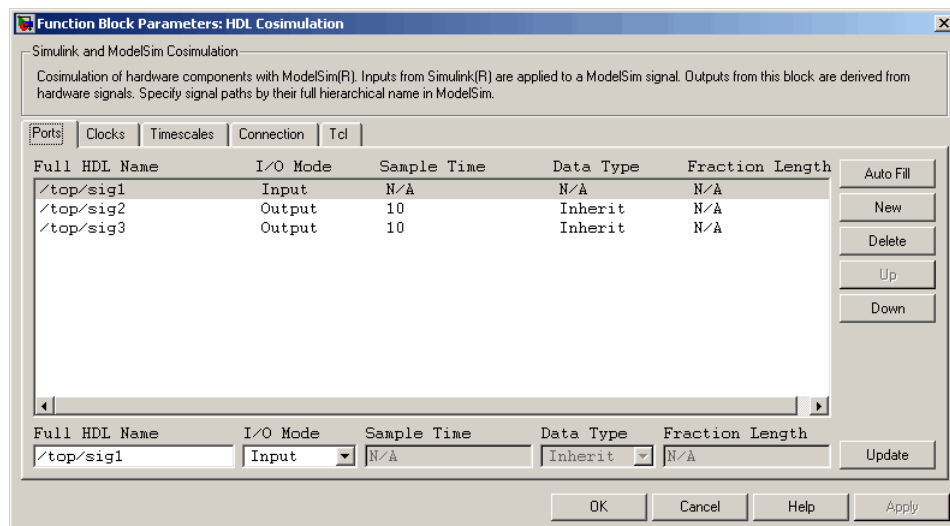 Function Block Parameters: HDL Cosimulation
Simulink and ModelSim Cosimulation
Cosimulation of hardware components with ModelSim(R). Inputs from Simulink(R) are applied to a ModelSim signal. Outputs from this block are derived from
hardware signals. Specify signal paths by their full hierarchical name in ModelSim.
Ports Clocks Timescales Connection Tcl
Full HDL Name I/O Mode Sample Time Data Type Fraction Length
/top/sig1 Input N/A N/A N/A
/top/sig2 Output 10 Inherit N/A
/top/sig3 Output 10 Inherit N/A
Auto Fill
New
Delete
Up
Down
Full HDL Name I/O Mode Sample Time Data Type Fraction Length
/top/sig1 Input N/A Inherit N/A Update
OK Cancel Help Apply